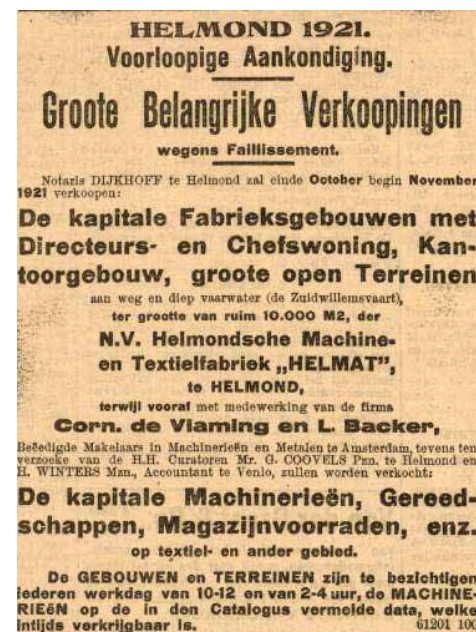 HELMOND 1921.
Voorloopige Aankondiging.
Groote Belangrijke Verkoopingen
wegens Faillissement.
Notaris DIJKHOFF te Helmond zal einde October begin November
1921 verkoopen:
De kapitale Fabrieksgebouwen met
Directeurs- en Chefswoning, Kan-
toorgebouw, groote open Terreinen
aan weg en diep vaarwater (de Zuidwillemsvaart),
ter grootte van ruim 10.000 M2, der
N.V. Helmondsche Machine-
en Textielfabriek „HELMAT”,
te HELMOND,
terwijl vooraf met medewerking van de firma
Corn. de Vlaming en L. Backer,
Beëedigde Makelaars in Machinerieën en Metalen te Amsterdam, tevens ten
verzoeke van de H.H. Curatoren Mr. G. COOVELS Pzn. te Helmond en
H. WINTERS Mzn., Accountant te Venlo, zullen worden verkocht:
De kapitale Machinerieën, Gereed-
schappen, Magazijnvoorraden, enz.
op textiel- en ander gebied.
De GEBOUWEN en TERREINEN zijn te bezichtigen
iederen werkdag van 10-12 en van 2-4 uur, de MACHINE-
RIEËN op de in den Catalogus vermelde data, welke
intijds verkrijgbaar is. 61201 100